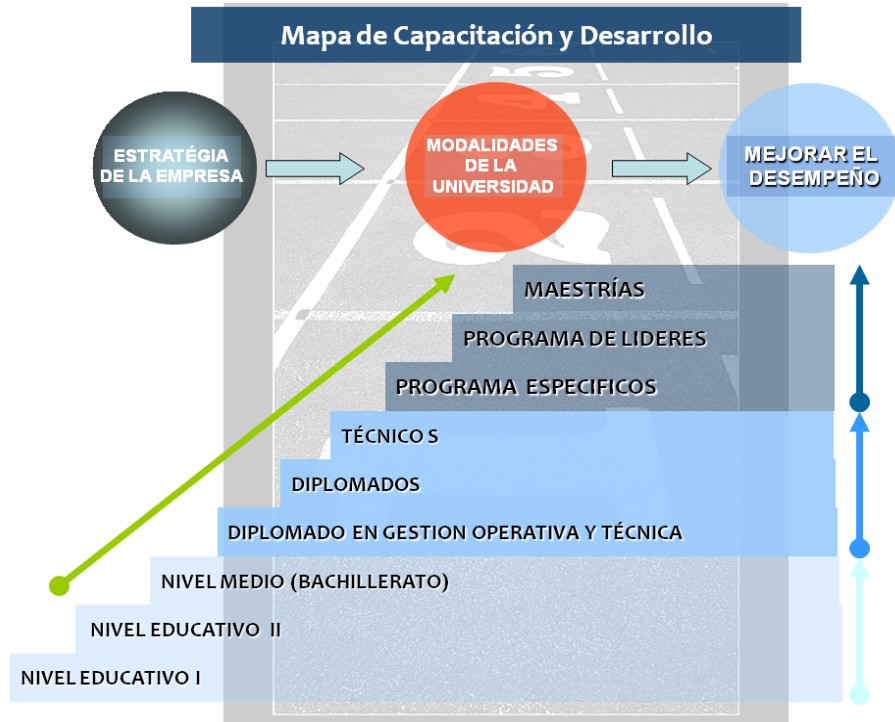 Mapa de Capacitación y Desarrollo
ESTRATÉGIA
DE LA EMPRESA
MODALIDADES
DE LA
UNIVERSIDAD
MEJORAR EL
DESEMPEÑO
MAESTRÍAS
PROGRAMA DE LIDERES
PROGRAMA ESPECIFICOS
TÉCNICO S
DIPLOMADOS
DIPLOMADO EN GESTION OPERATIVA Y TÉCNICA
NIVEL MEDIO (BACHILLERATO)
NIVEL EDUCATIVO II
NIVEL EDUCATIVO I